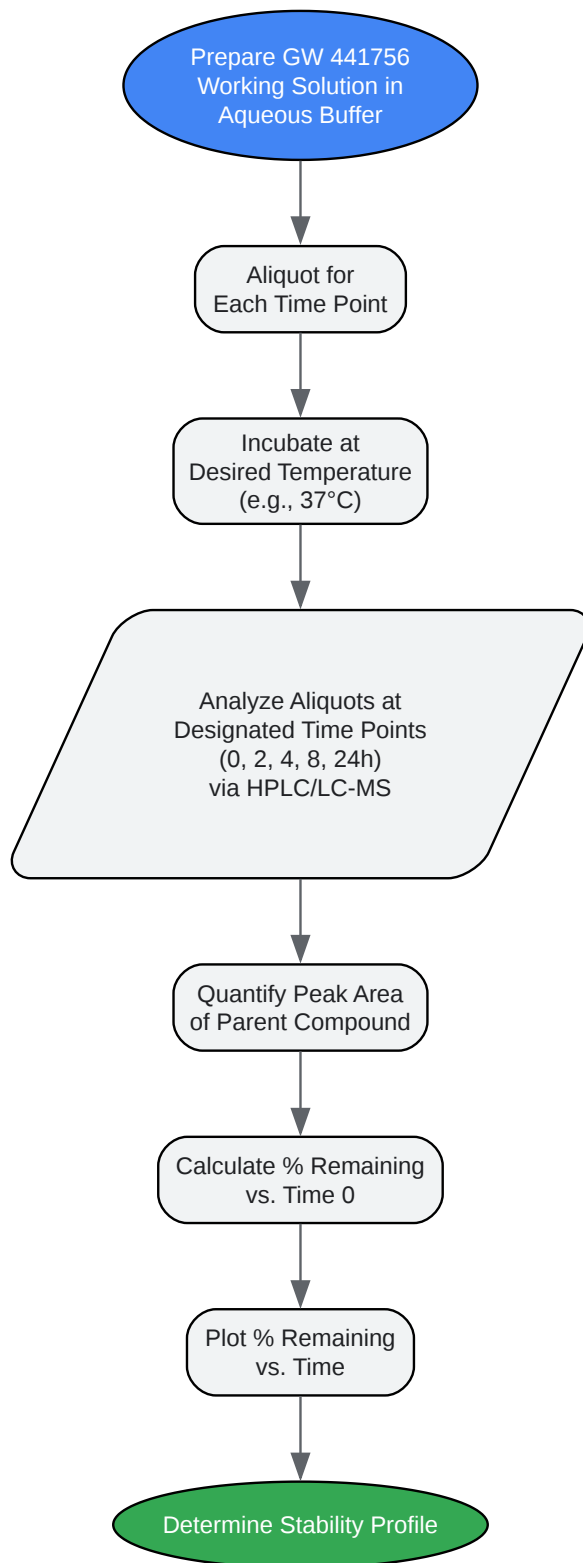 Prepare GW 441756
Working Solution in
Aqueous Buffer
Aliquot for
Each Time Point
Incubate at
Desired Temperature
(e.g., 37°C)
Analyze Aliquots at
Designated Time Points
(0, 2, 4, 8, 24h)
via HPLC/LC-MS
Quantify Peak Area
of Parent Compound
Calculate % Remaining
vs. Time 0
Plot % Remaining
vs. Time
Determine Stability Profile